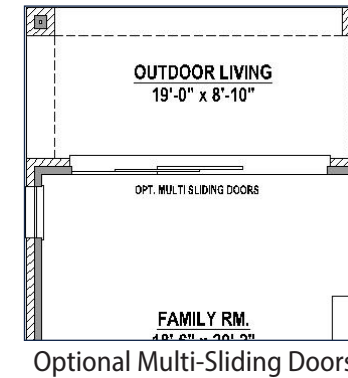 OUTDOOR LIVING
19'-0" x 8'-10"
OPT. MULTI SLIDING DOORS
FAMILY RM.
Optional Multi-Sliding Doors